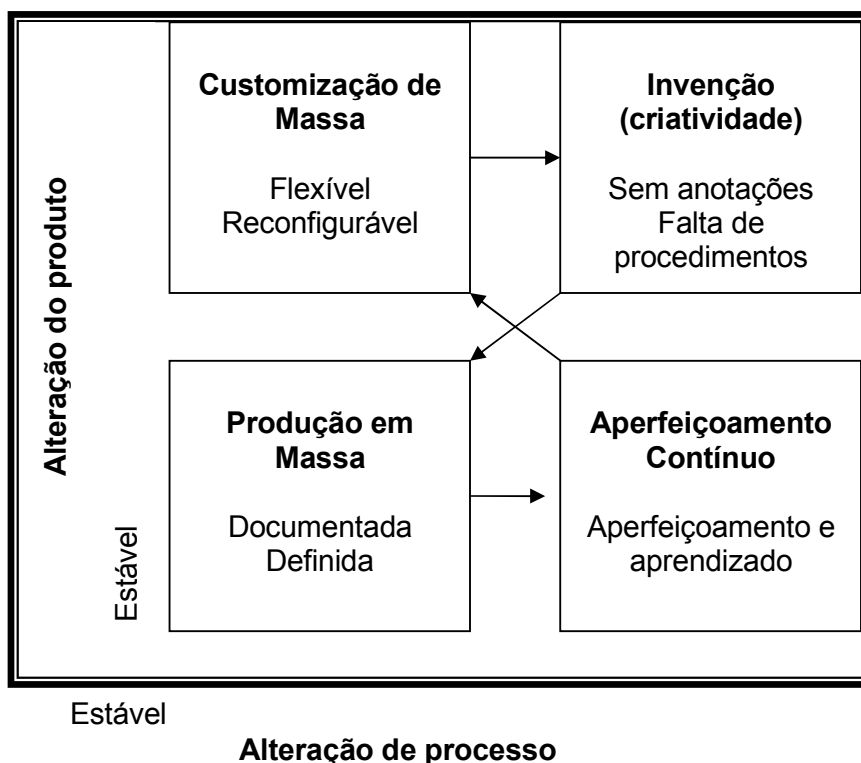 Customização de
Massa
Flexível
Reconfigurável
Invenção
(criatividade)
Sem anotações
Falta de
procedimentos
Alteração do produto
Produção em
Massa
Documentada
Definida
Aperfeiçoamento
Contínuo
Aperfeiçoamento e
aprendizado
Estável
Estável
Alteração de processo